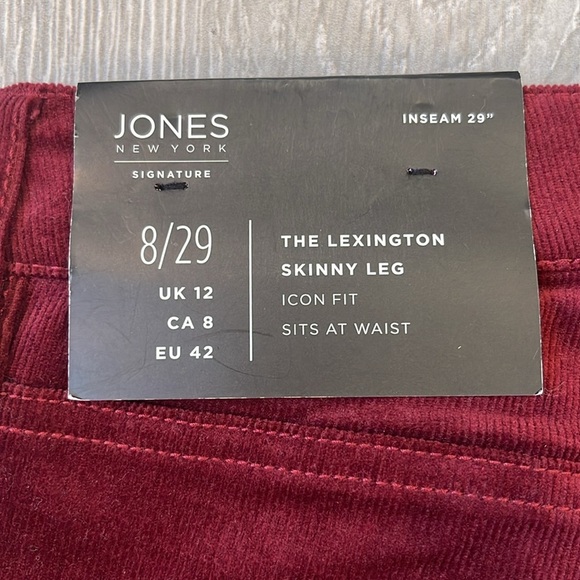 JONES
NEW YORK
SIGNATURE
INSEAM 29”
8/29
UK 12
CA 8
EU 42
THE LEXINGTON
SKINNY LEG
ICON FIT
SITS AT WAIST